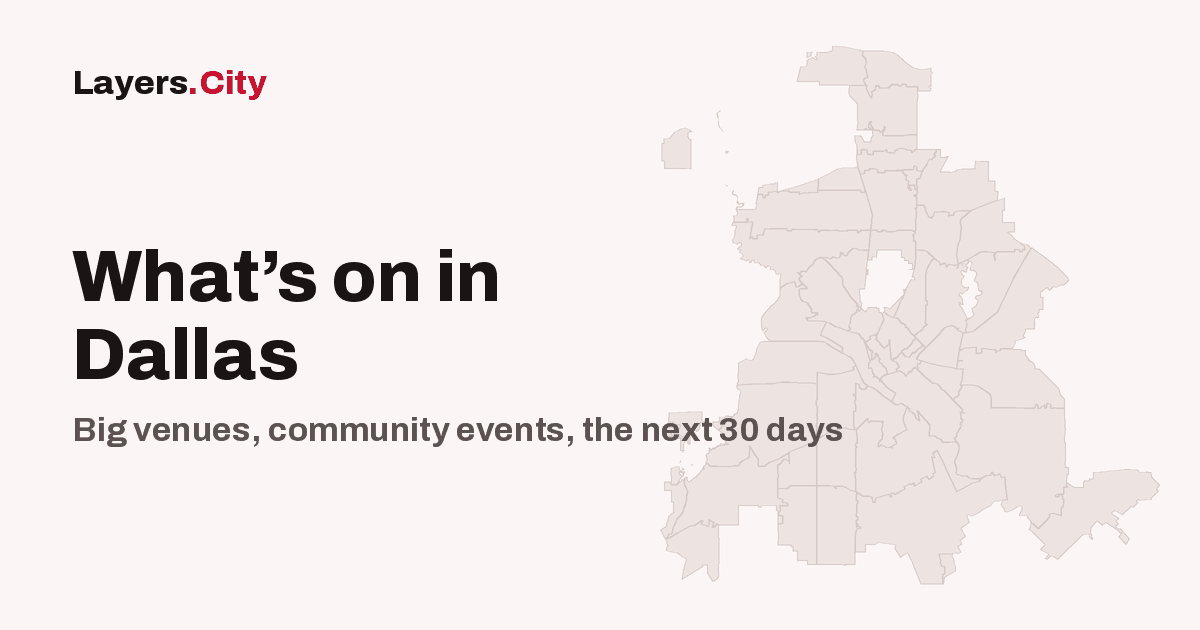 Layers.City
What’s on in
Dallas
Big venues, community events, the next 30 days